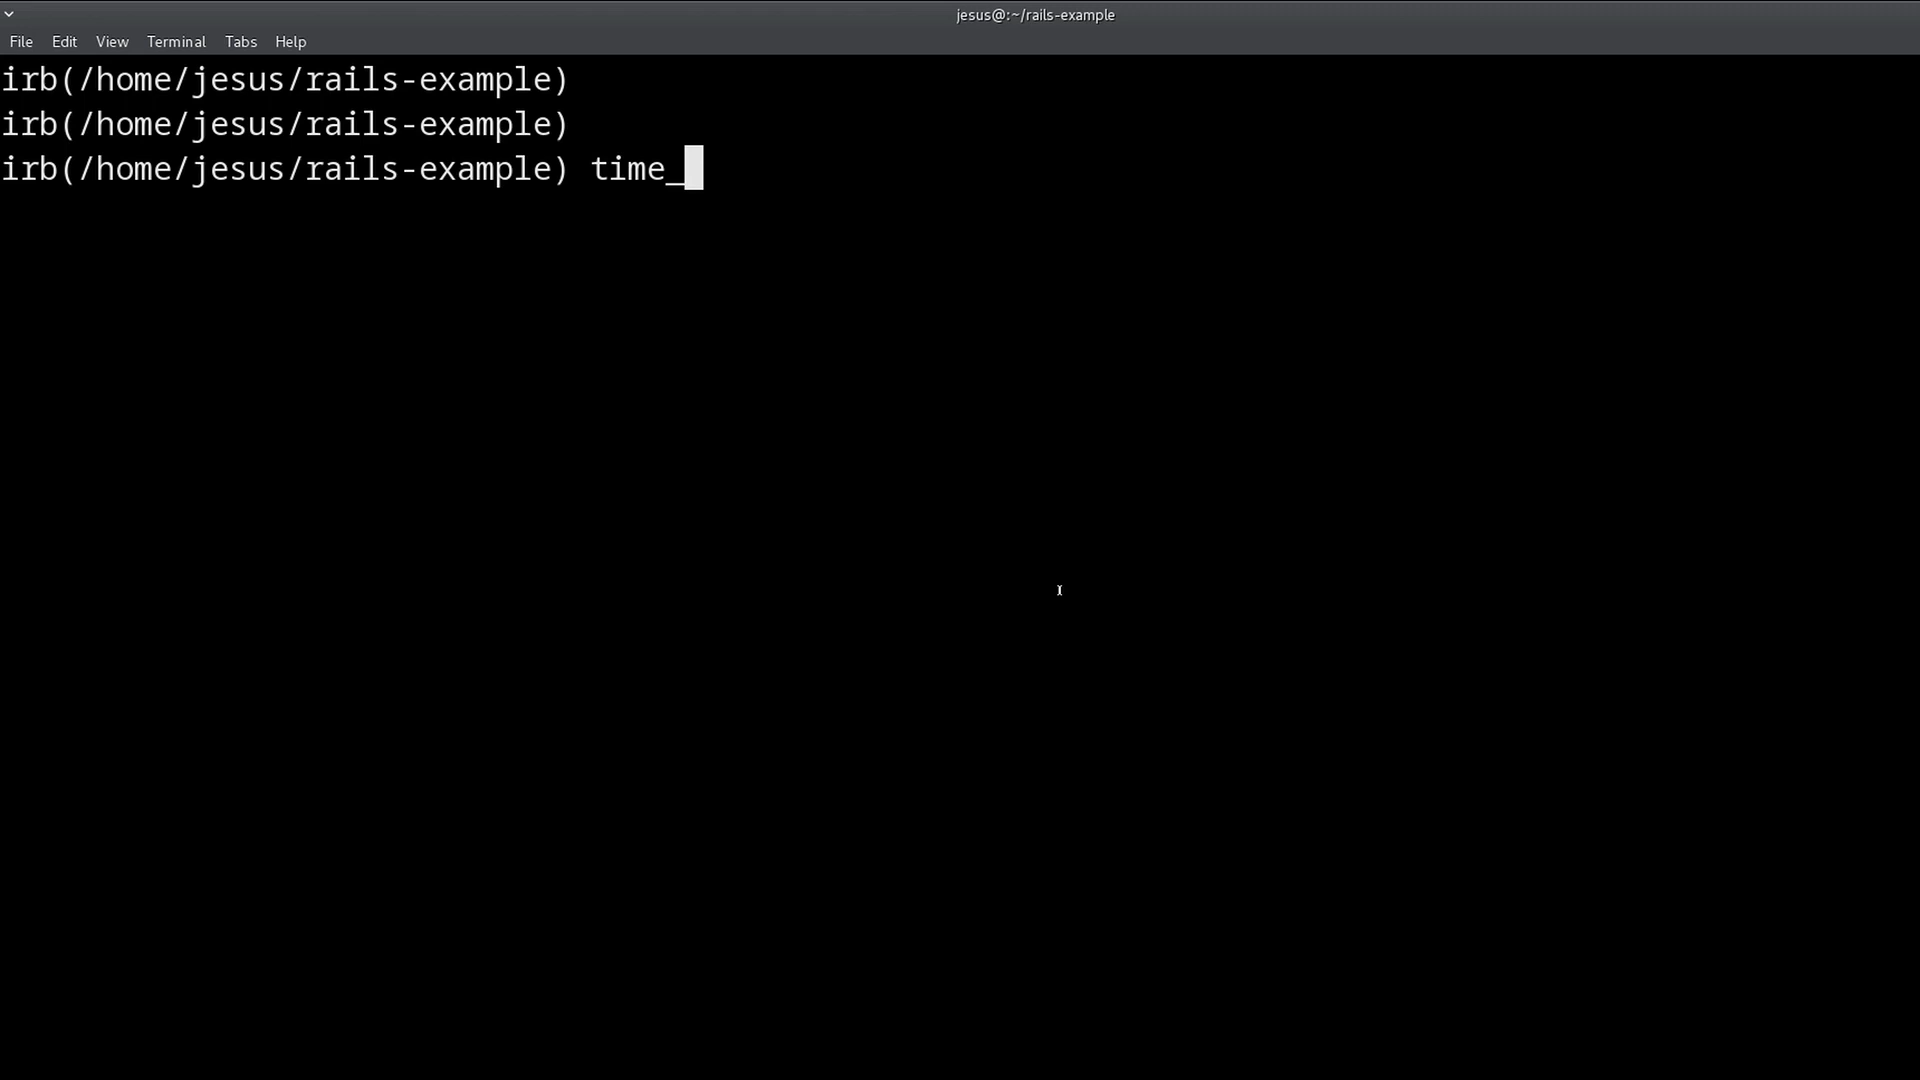 jesus@:~/rails-example
File Edit View Terminal Tabs Help
irb(/home/jesus/rails-example)
irb(/home/jesus/rails-example)
irb(/home/jesus/rails-example) time_